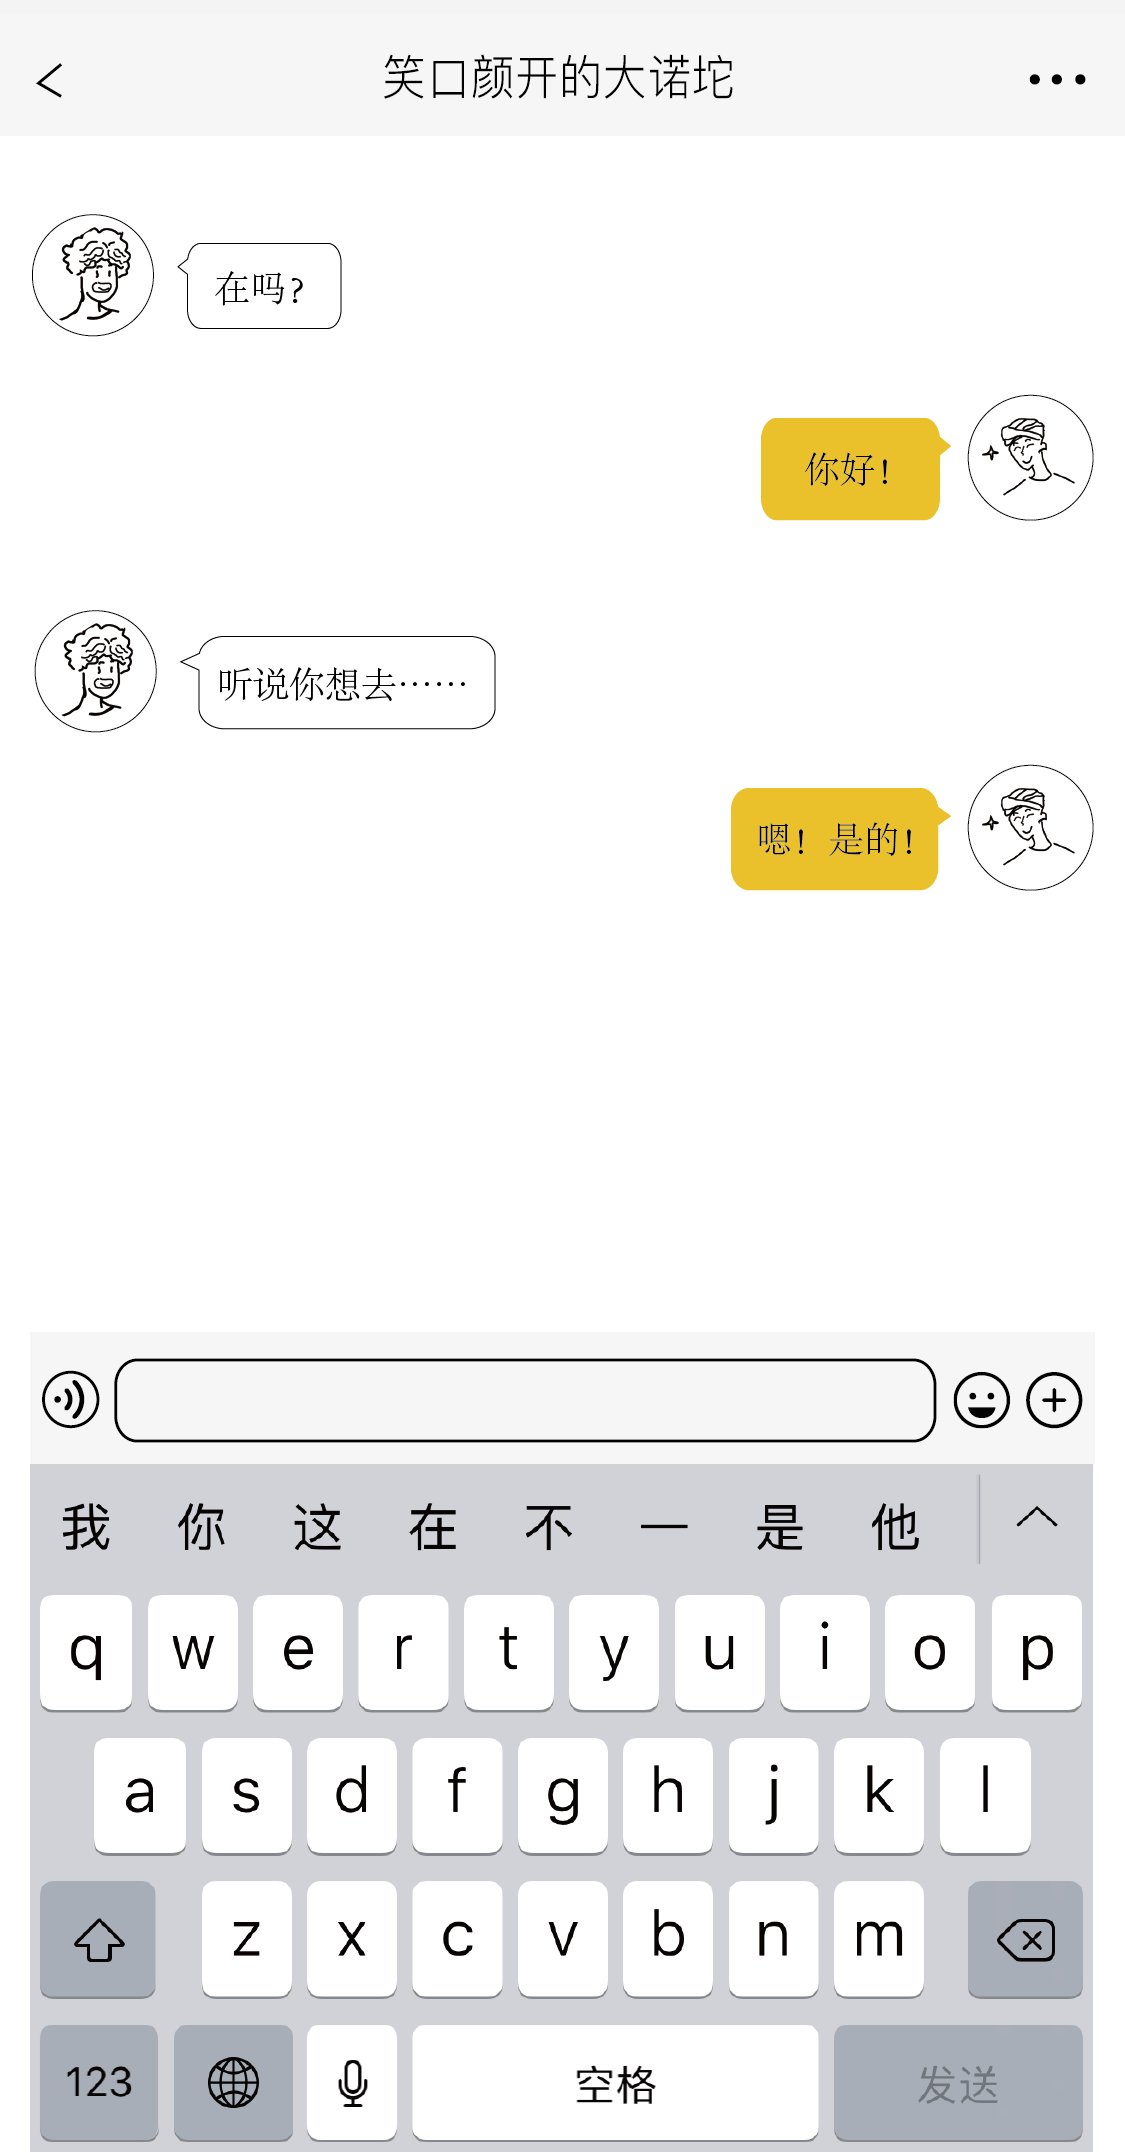 笑口颜开的大诺坨
在吗？
你好！
听说你想去……
嗯！是的！
我 你 这 在 不 一 是 他
q w e r t y u i o p
a s d f g h j k l
z x c v b n m
123 空格 发送